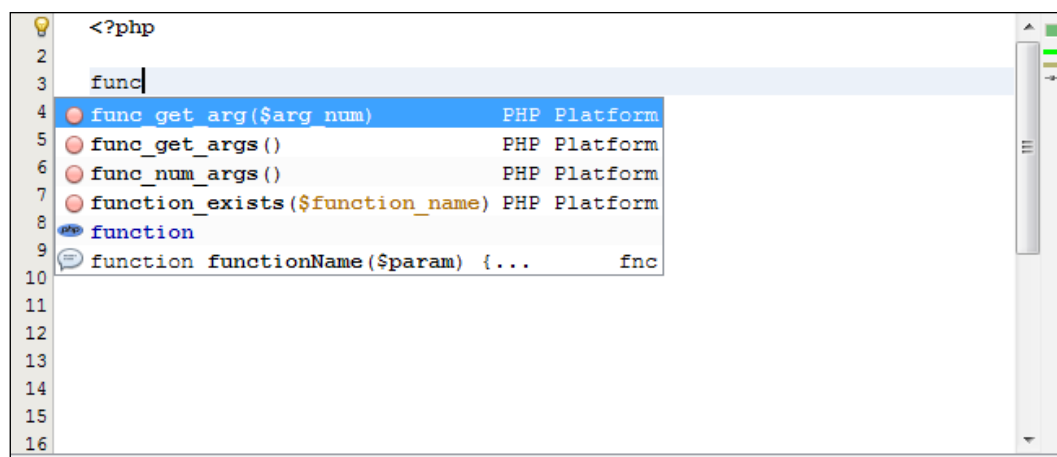 <?php
2
3 func
4 func_get_arg($arg_num) PHP Platform
5 func_get_args() PHP Platform
6 func_num_args() PHP Platform
7 function_exists($function_name) PHP Platform
8 php function
9 function functionName($param) {... fnc
10
11
12
13
14
15
16